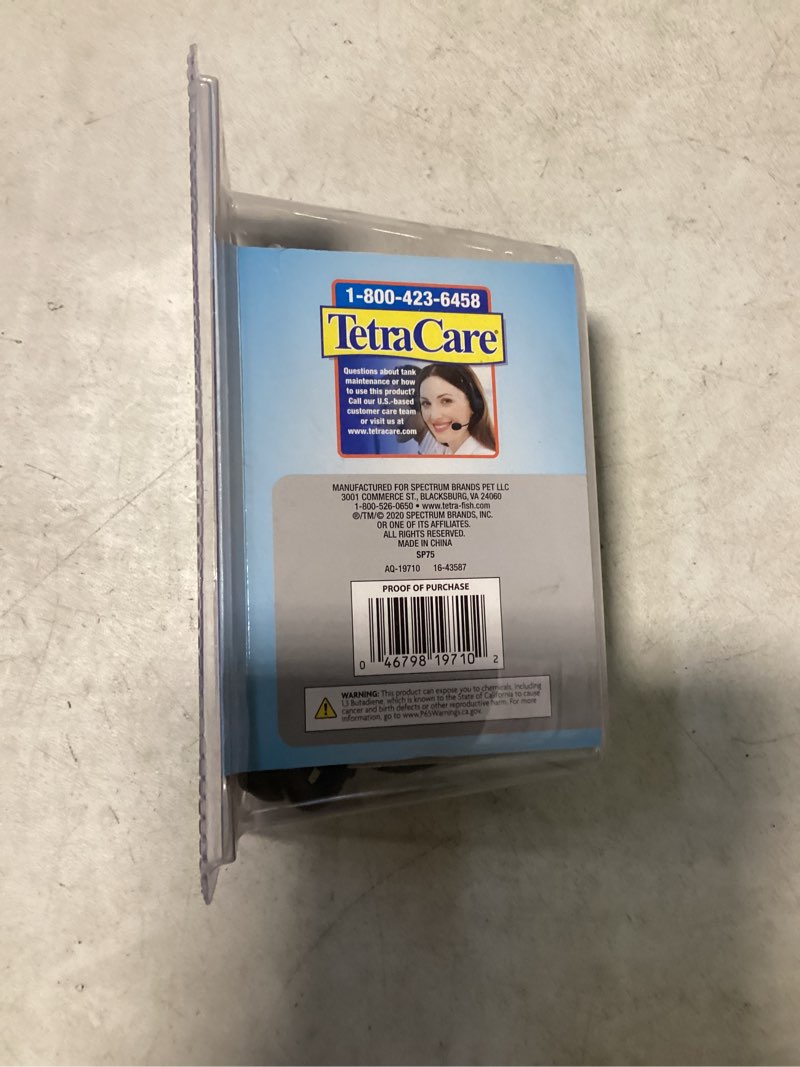 1-800-423-6458
TetraCare®
Questions about tank
maintenance or how
to use this product?
Call our U.S.-based
customer care team
or visit us at
www.tetracare.com
MANUFACTURED FOR SPECTRUM BRANDS PET LLC
3001 COMMERCE ST., BLACKSBURG, VA 24060
1-800-526-0650 • www.tetra-fish.com
®/TM/© 2020 SPECTRUM BRANDS, INC.
OR ONE OF ITS AFFILIATES.
ALL RIGHTS RESERVED.
MADE IN CHINA
SP75
AQ-19710 16-43587
PROOF OF PURCHASE
0 46798 19710 2
WARNING: This product can expose you to chemicals, including
1,3 Butadiene, which is known to the State of California to cause
cancer and birth defects or other reproductive harm. For more
information, go to www.P65Warnings.ca.gov.